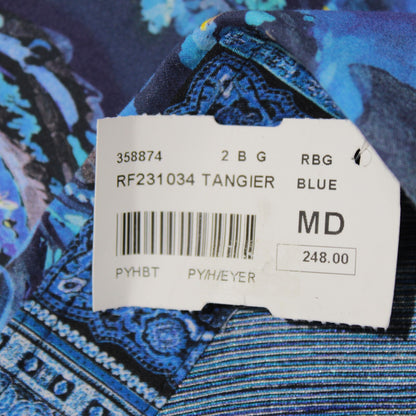 358874 2 B G RBG
RF231034 TANGIER BLUE
MD
248.00
PYHBT PY/H/EYER